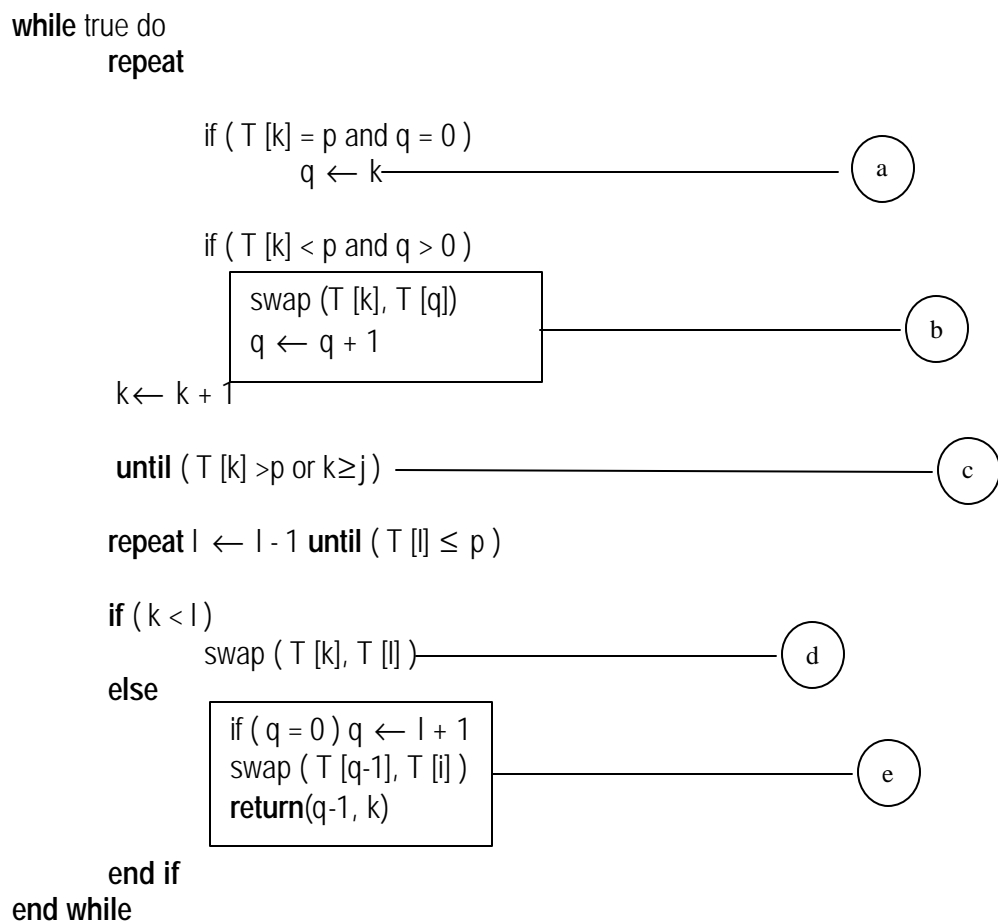 while true do
repeat
if ( T [k] = p and q = 0 )
q ← k
a
if ( T [k] < p and q > 0 )
swap (T [k], T [q])
q ← q + 1
b
k← k + 1
until ( T [k] >p or k≥j )
c
repeat l ← l - 1 until ( T [l] ≤ p )
if ( k < l )
swap ( T [k], T [l] )
d
else
if ( q = 0 ) q ← l + 1
swap ( T [q-1], T [i] )
return(q-1, k)
e
end if
end while